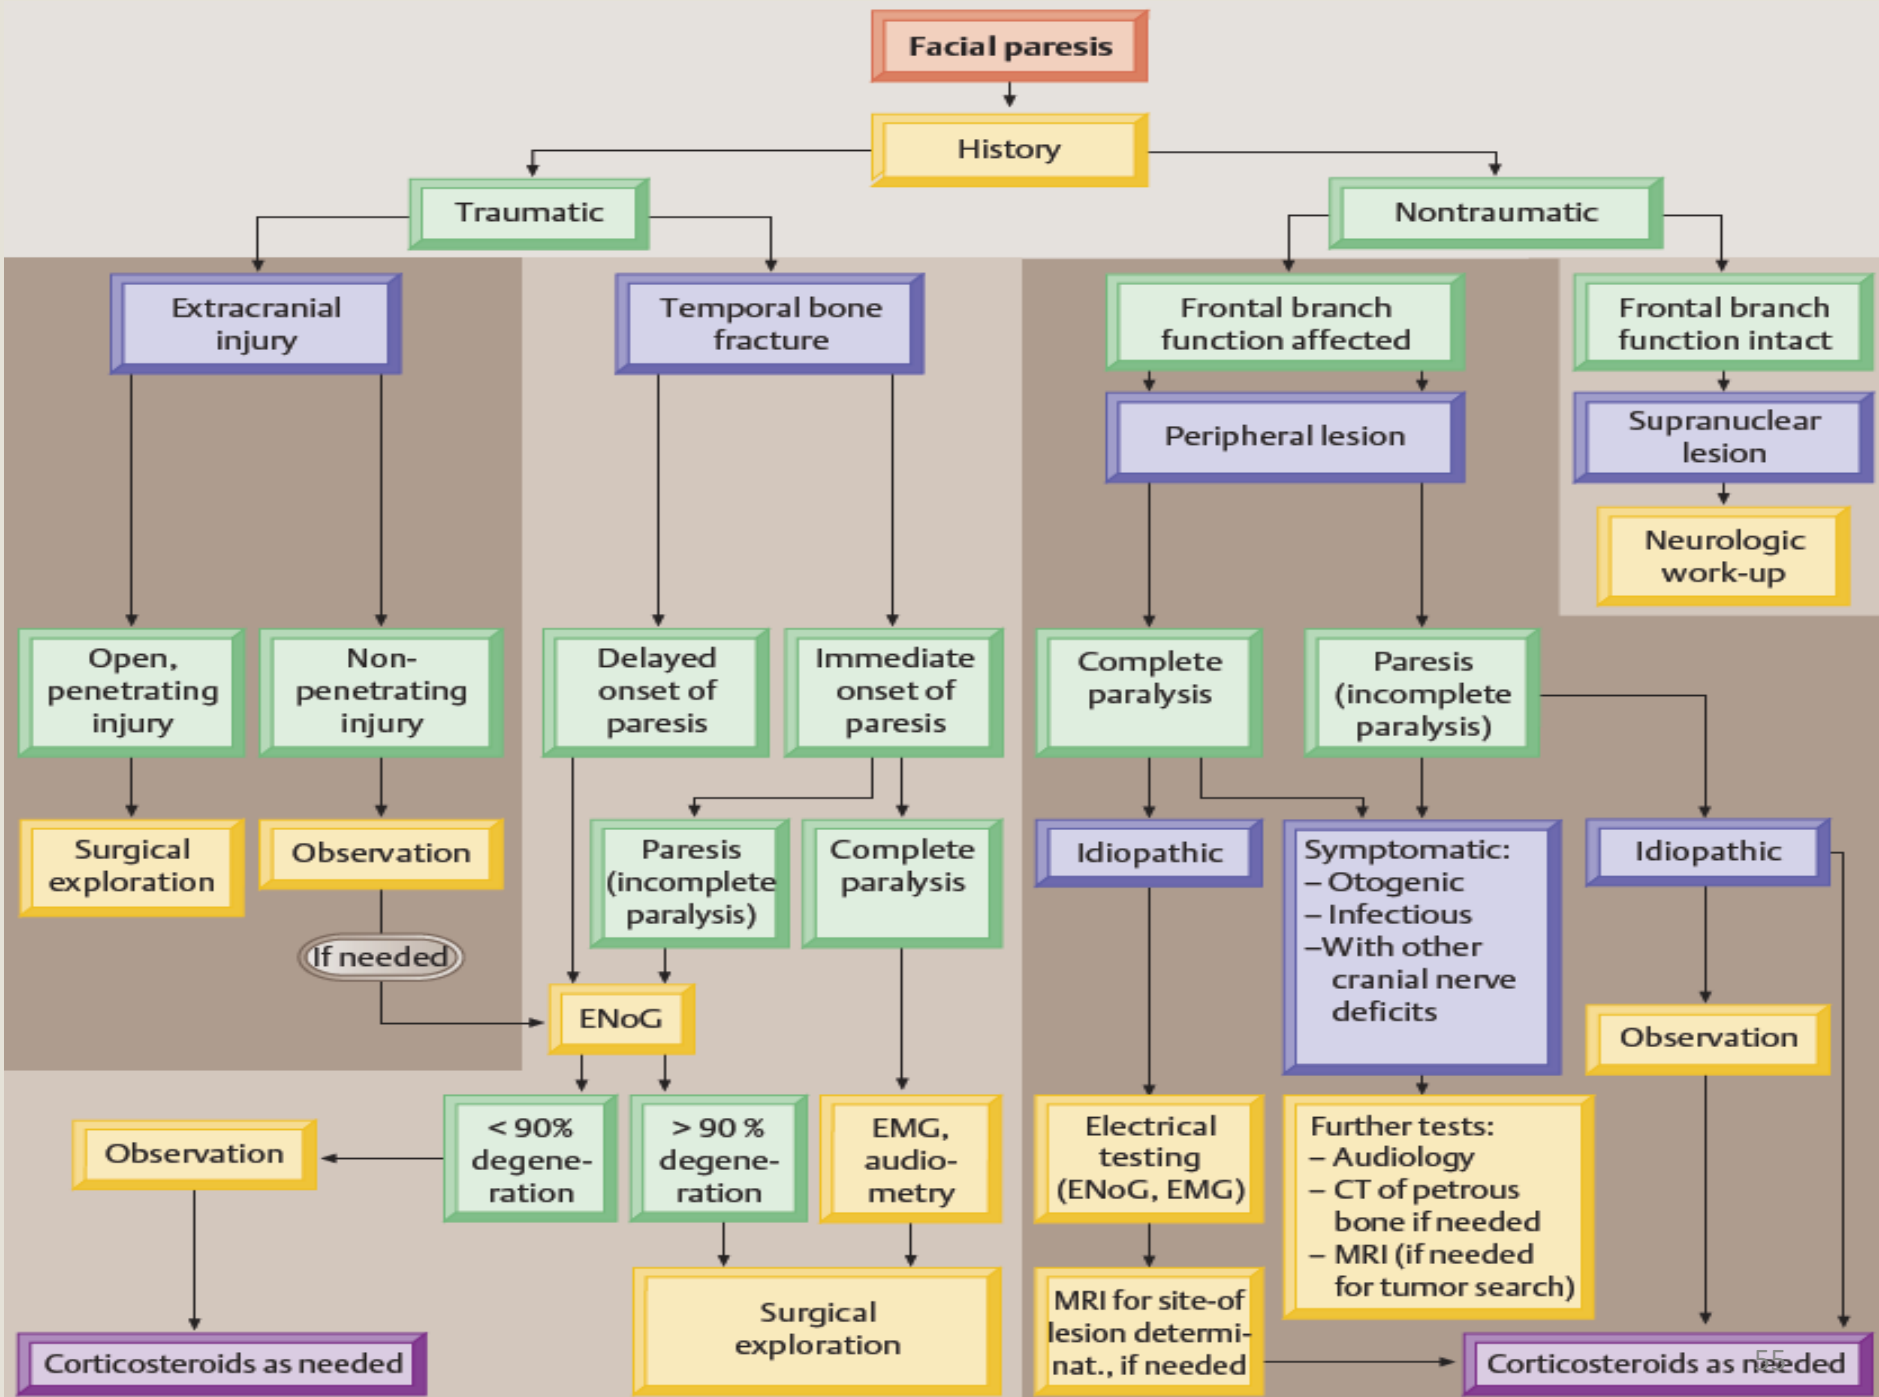 Facial paresis
History
Traumatic
Nontraumatic
Extracranial
injury
Temporal bone
fracture
Frontal branch
function affected
Frontal branch
function intact
Peripheral lesion
Supranuclear
lesion
Neurologic
work-up
Open,
penetrating
injury
Non-
penetrating
injury
Delayed
onset of
paresis
Immediate
onset of
paresis
Complete
paralysis
Paresis
(incomplete
paralysis)
Surgical
exploration
Observation
Paresis
(incomplete
paralysis)
Complete
paralysis
Idiopathic
Symptomatic:
– Otogenic
– Infectious
–With other
cranial nerve
deficits
Idiopathic
If needed
ENoG
Observation
Observation
< 90%
degene-
ration
> 90 %
degene-
ration
EMG,
audio-
metry
Electrical
testing
(ENoG, EMG)
Further tests:
– Audiology
– CT of petrous
bone if needed
– MRI (if needed
for tumor search)
Surgical
exploration
MRI for site-of
lesion determi-
nat., if needed
Corticosteroids as needed
Corticosteroids as needed
55